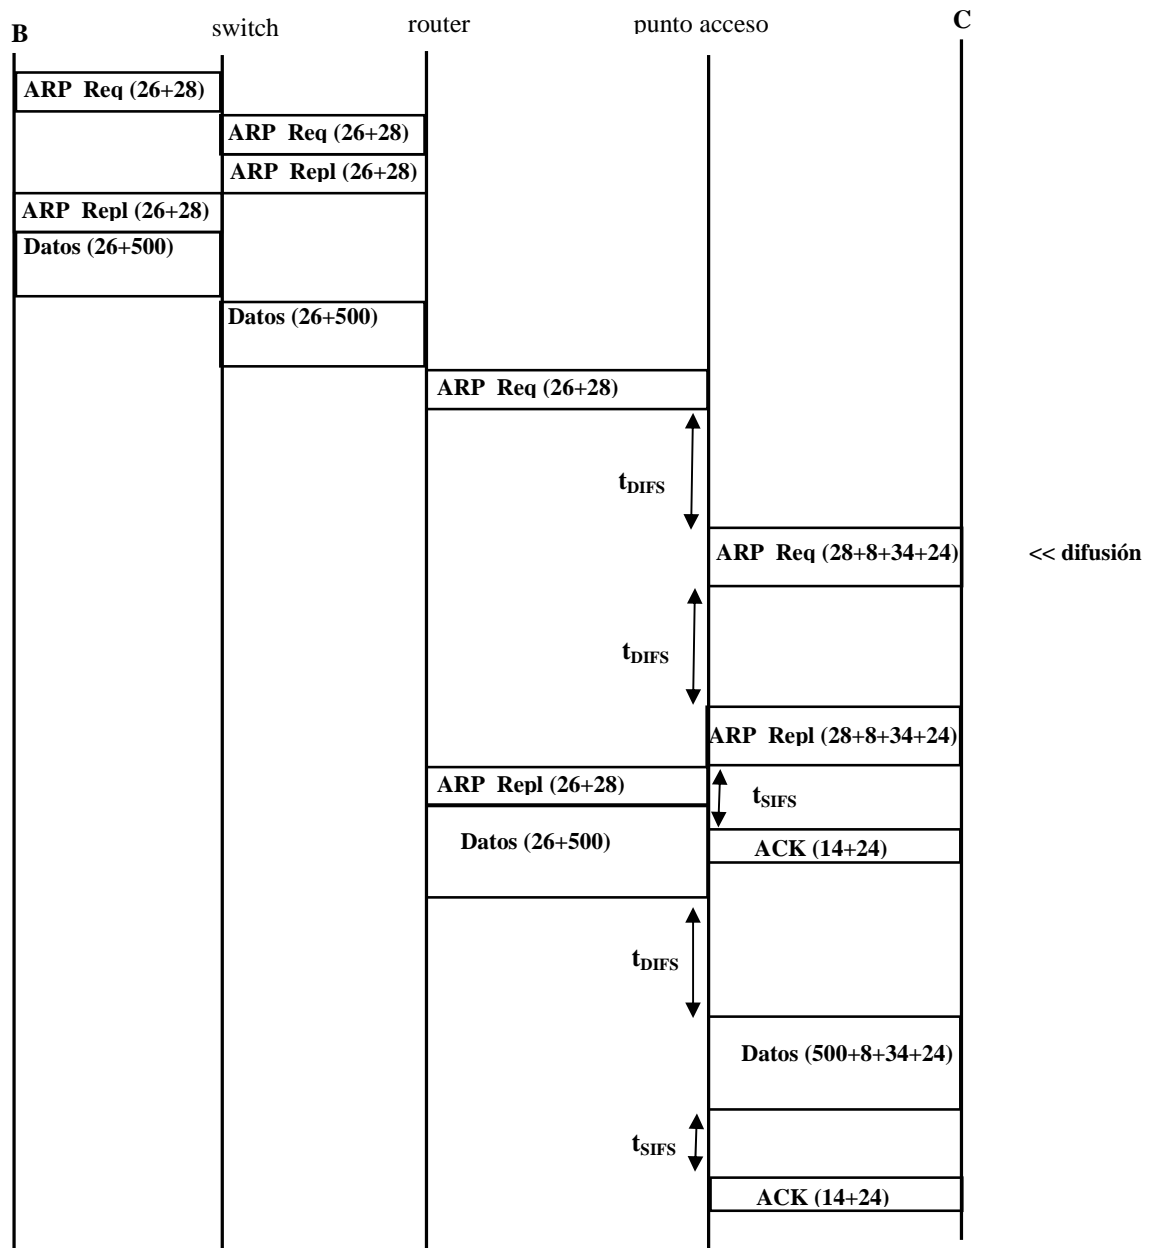 B switch router punto acceso C
ARP Req (26+28)
ARP Req (26+28)
ARP Repl (26+28)
ARP Repl (26+28)
Datos (26+500)
Datos (26+500)
ARP Req (26+28)
tDIFS
ARP Req (28+8+34+24) << difusión
tDIFS
ARP Repl (28+8+34+24)
ARP Repl (26+28) tSIFS
Datos (26+500) ACK (14+24)
tDIFS
Datos (500+8+34+24)
tSIFS
ACK (14+24)